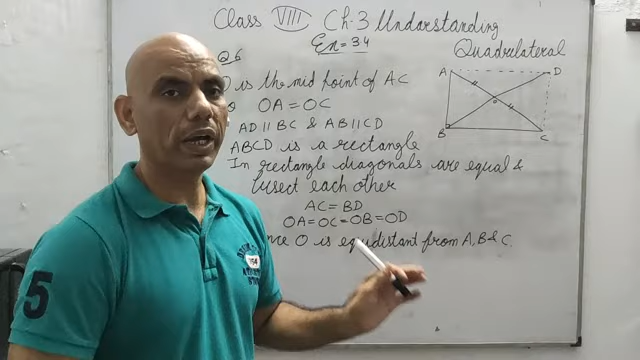 Class VIII Ch. 3 Understanding
Quadrilateral
Ex = 3.4
Q 6
O is the mid point of AC
OA = OC
AD || BC & AB || CD
ABCD is a rectangle
In rectangle diagonals are equal &
bisect each other
AC = BD
OA = OC = OB = OD
O is equidistant from A, B & C.
A
D
O
B
C
5